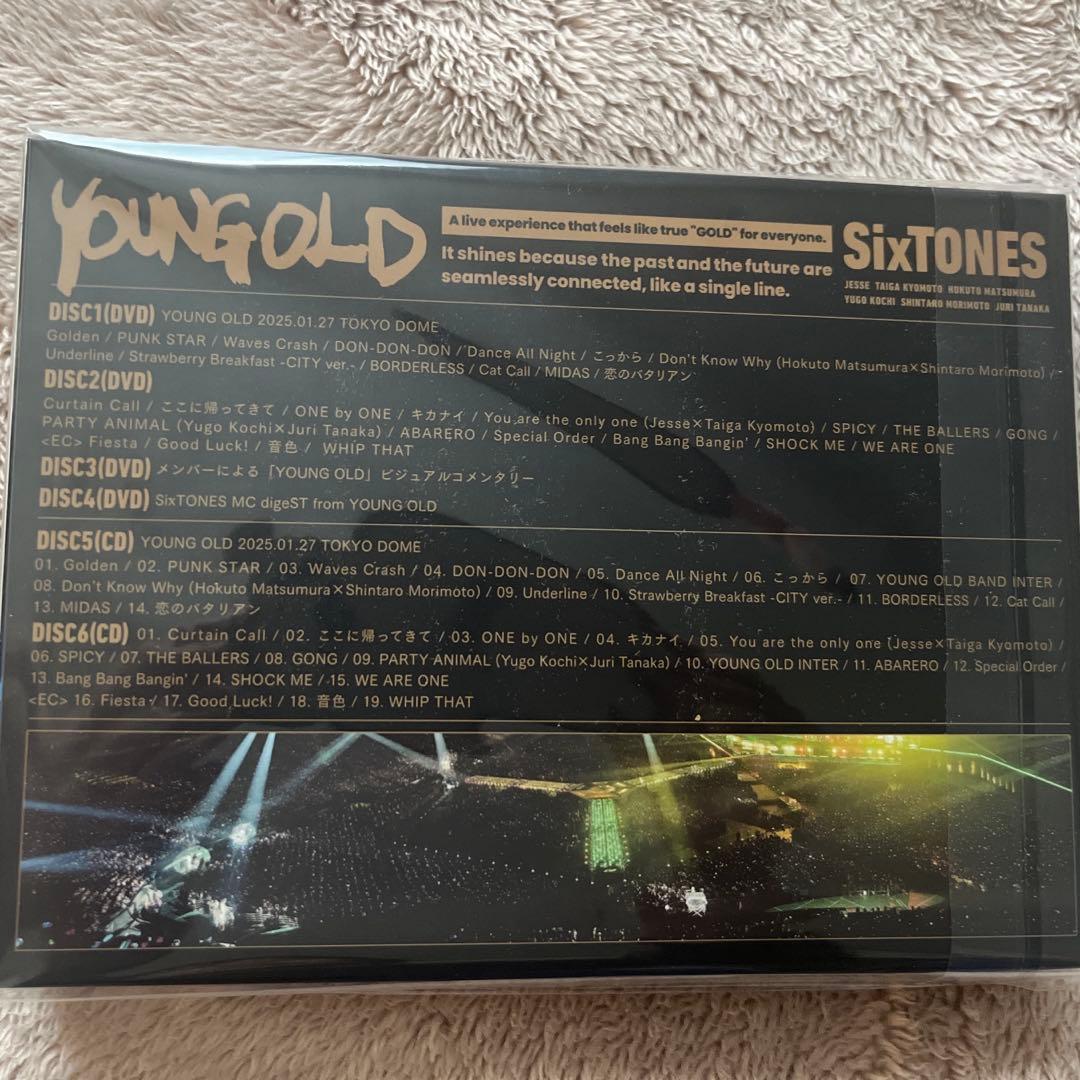 YOUNG OLD
A live experience that feels like true "GOLD" for everyone.
It shines because the past and the future are
seamlessly connected, like a single line.
SixTONES
JESSE TAIGA KYOMOTO HOKUTO MATSUMURA
YUGO KOCHI SHINTARO MORIMOTO JURI TANAKA
DISC1(DVD) YOUNG OLD 2025.01.27 TOKYO DOME
Golden / PUNK STAR / Waves Crash / DON-DON-DON / Dance All Night / こっから / Don't Know Why (Hokuto Matsumura×Shintaro Morimoto) /
Underline / Strawberry Breakfast -CITY ver.- / BORDERLESS / Cat Call / MIDAS / 恋のバタリアン
DISC2(DVD)
Curtain Call / ここに帰ってきて / ONE by ONE / キカナイ / You are the only one (Jesse×Taiga Kyomoto) / SPICY / THE BALLERS / GONG /
PARTY ANIMAL (Yugo Kochi×Juri Tanaka) / ABARERO / Special Order / Bang Bang Bangin' / SHOCK ME / WE ARE ONE
<EC> Fiesta / Good Luck! / 音色 / WHIP THAT
DISC3(DVD) メンバーによる「YOUNG OLD」ビジュアルコメンタリー
DISC4(DVD) SixTONES MC digeST from YOUNG OLD
DISC5(CD) YOUNG OLD 2025.01.27 TOKYO DOME
01. Golden / 02. PUNK STAR / 03. Waves Crash / 04. DON-DON-DON / 05. Dance All Night / 06. こっから / 07. YOUNG OLD BAND INTER /
08. Don't Know Why (Hokuto Matsumura×Shintaro Morimoto) / 09. Underline / 10. Strawberry Breakfast -CITY ver.- / 11. BORDERLESS / 12. Cat Call /
13. MIDAS / 14. 恋のバタリアン
DISC6(CD) 01. Curtain Call / 02. ここに帰ってきて / 03. ONE by ONE / 04. キカナイ / 05. You are the only one (Jesse×Taiga Kyomoto) /
06. SPICY / 07. THE BALLERS / 08. GONG / 09. PARTY ANIMAL (Yugo Kochi×Juri Tanaka) / 10. YOUNG OLD INTER / 11. ABARERO / 12. Special Order /
13. Bang Bang Bangin' / 14. SHOCK ME / 15. WE ARE ONE
<EC> 16. Fiesta / 17. Good Luck! / 18. 音色 / 19. WHIP THAT